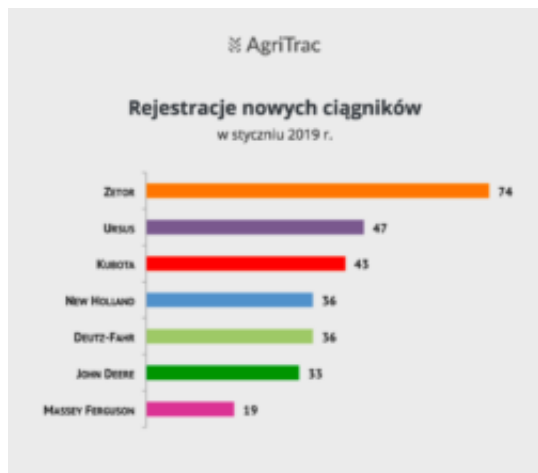 AgriTrac
Rejestracje nowych ciągników
w styczniu 2019 r.
Zetor 74
Ursus 47
Kubota 43
New Holland 36
Deutz-Fahr 36
John Deere 33
Massey Ferguson 19